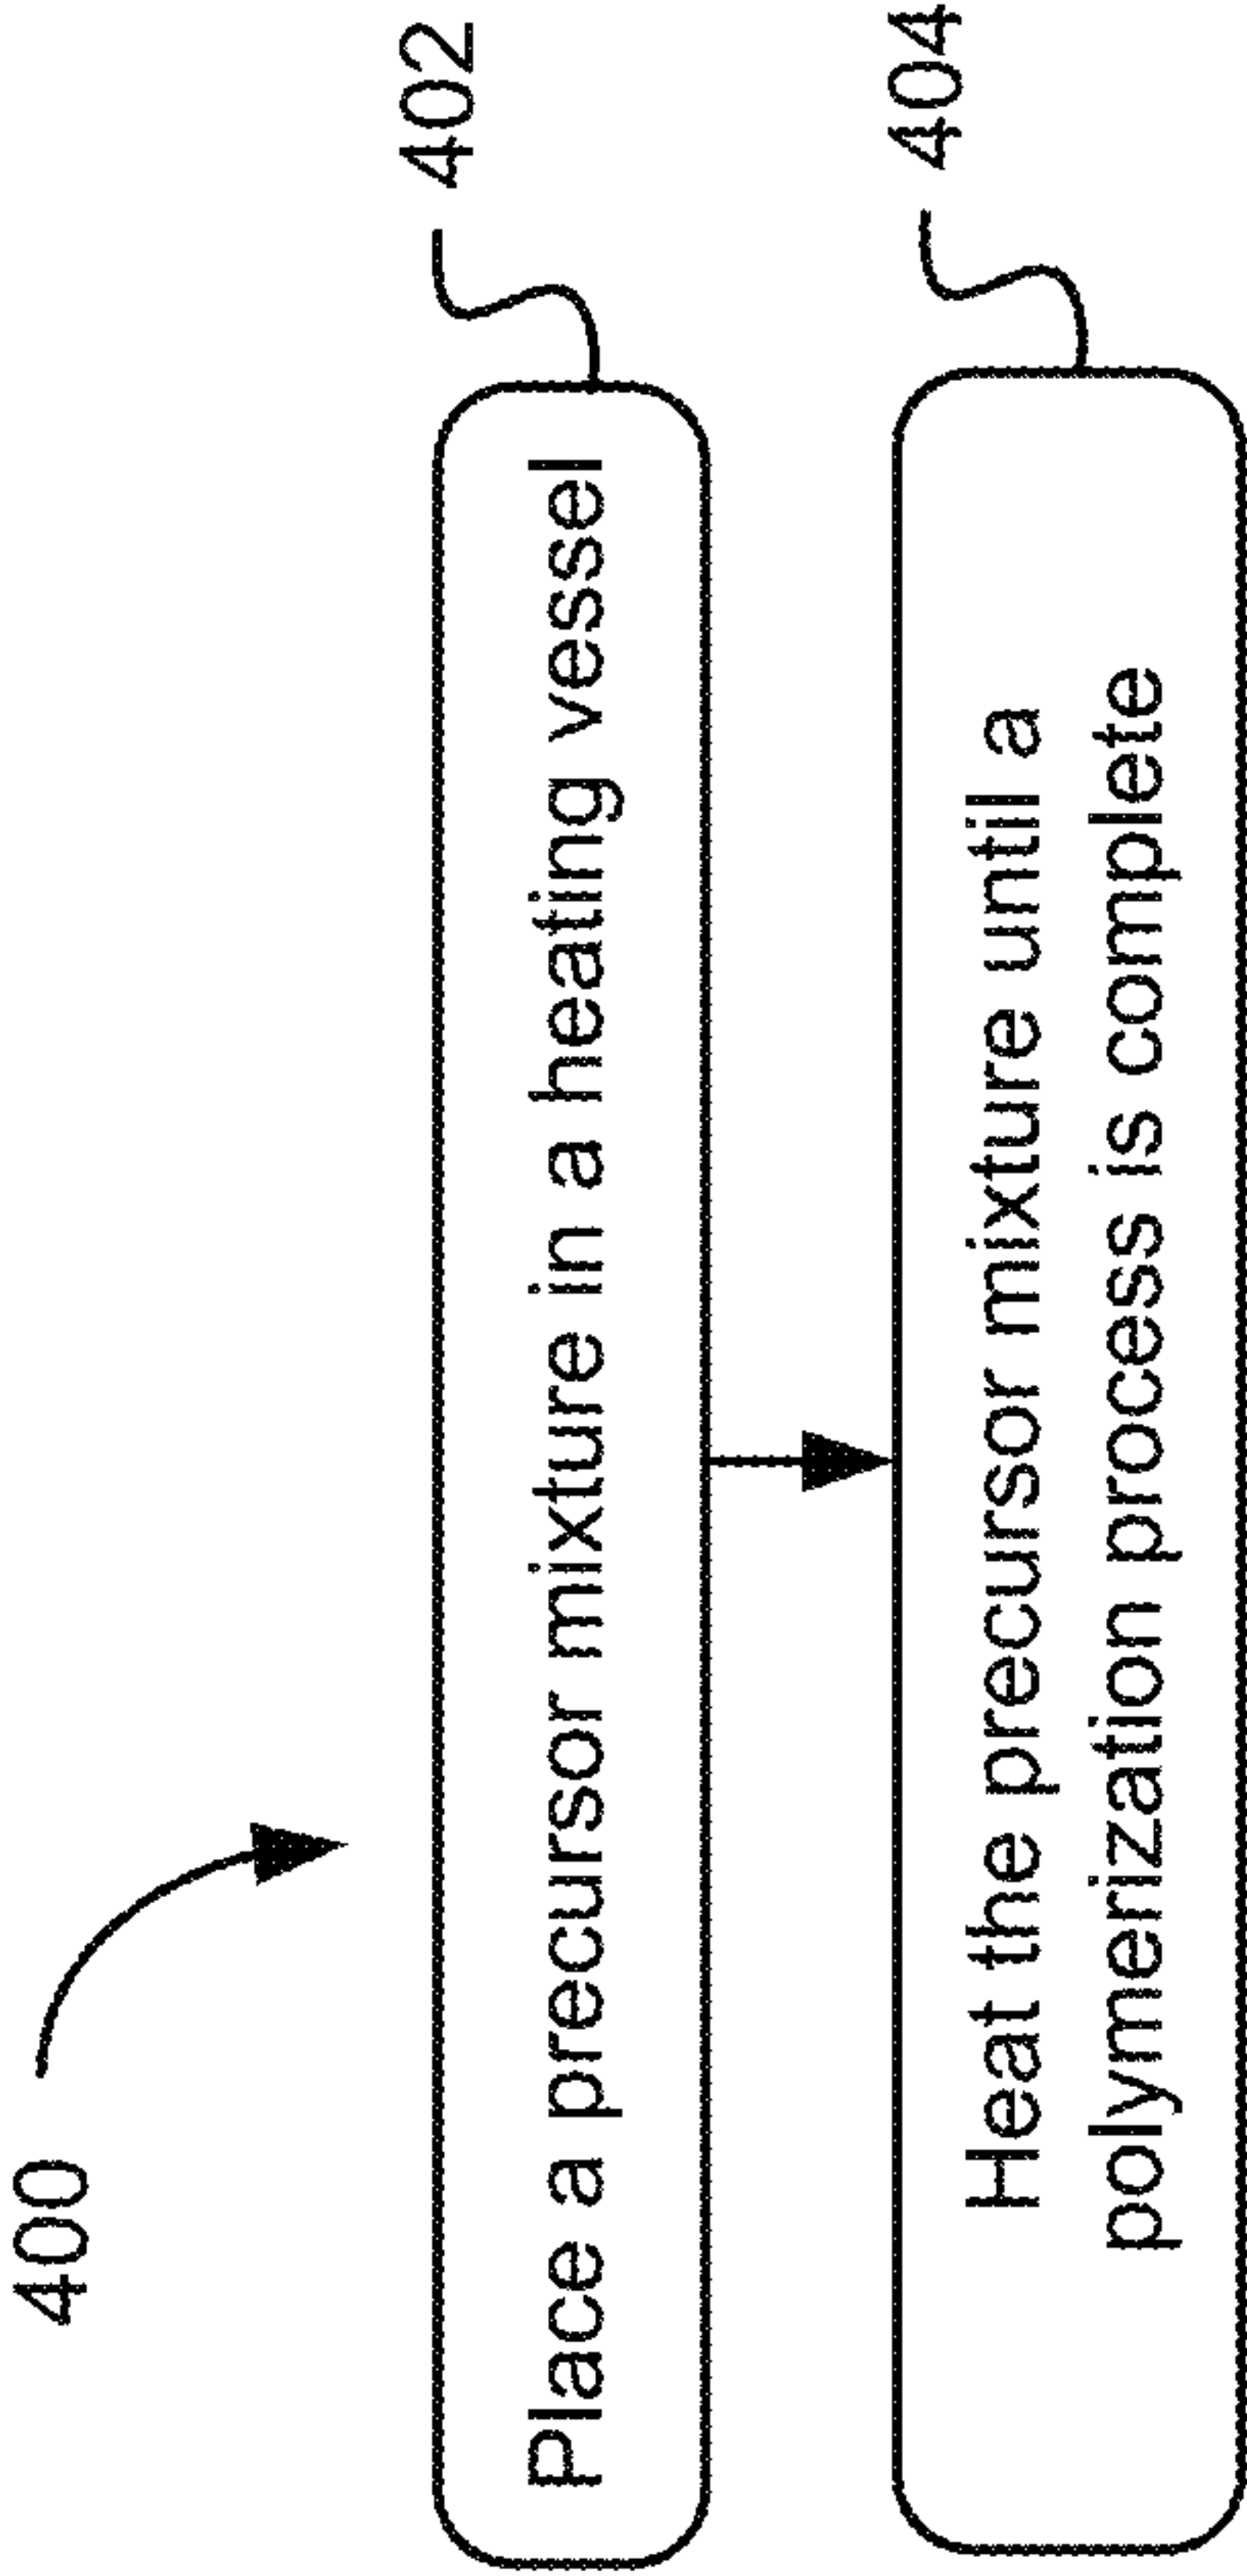 400
402
Place a precursor mixture in a heating vessel
404
Heat the precursor mixture until a
polymerization process is complete